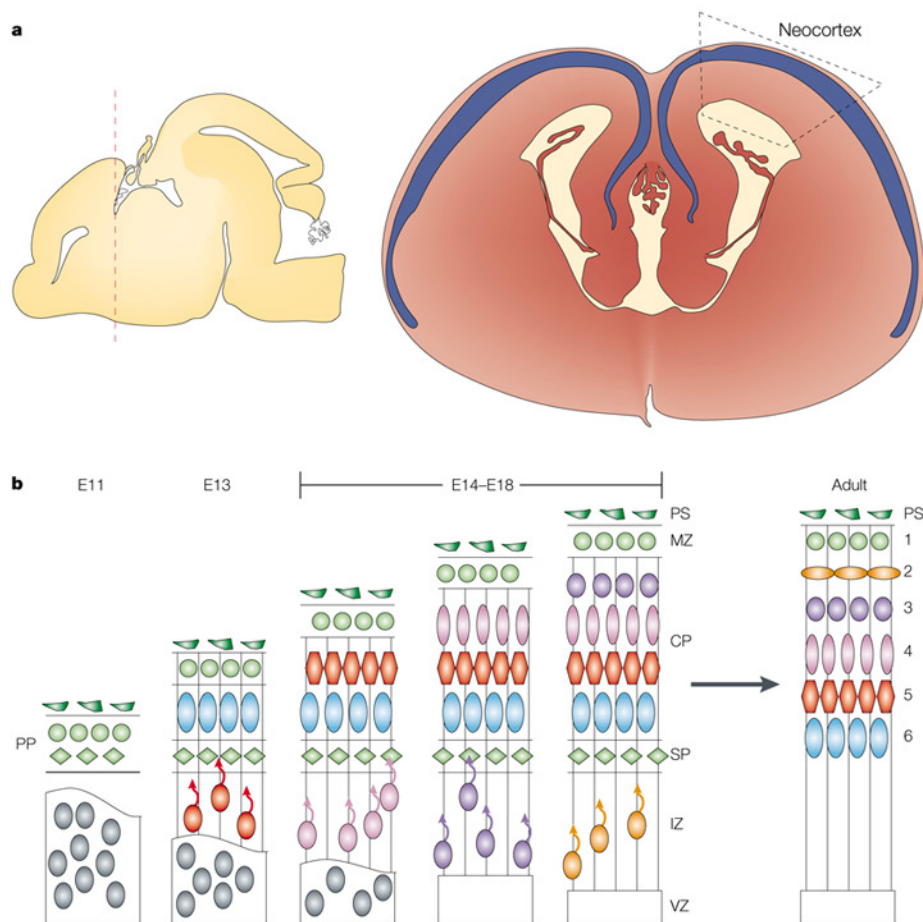 a
Neocortex
b
E11
E13
E14–E18
Adult
PS
PS
MZ
1
2
3
CP
4
5
PP
SP
6
IZ
VZ